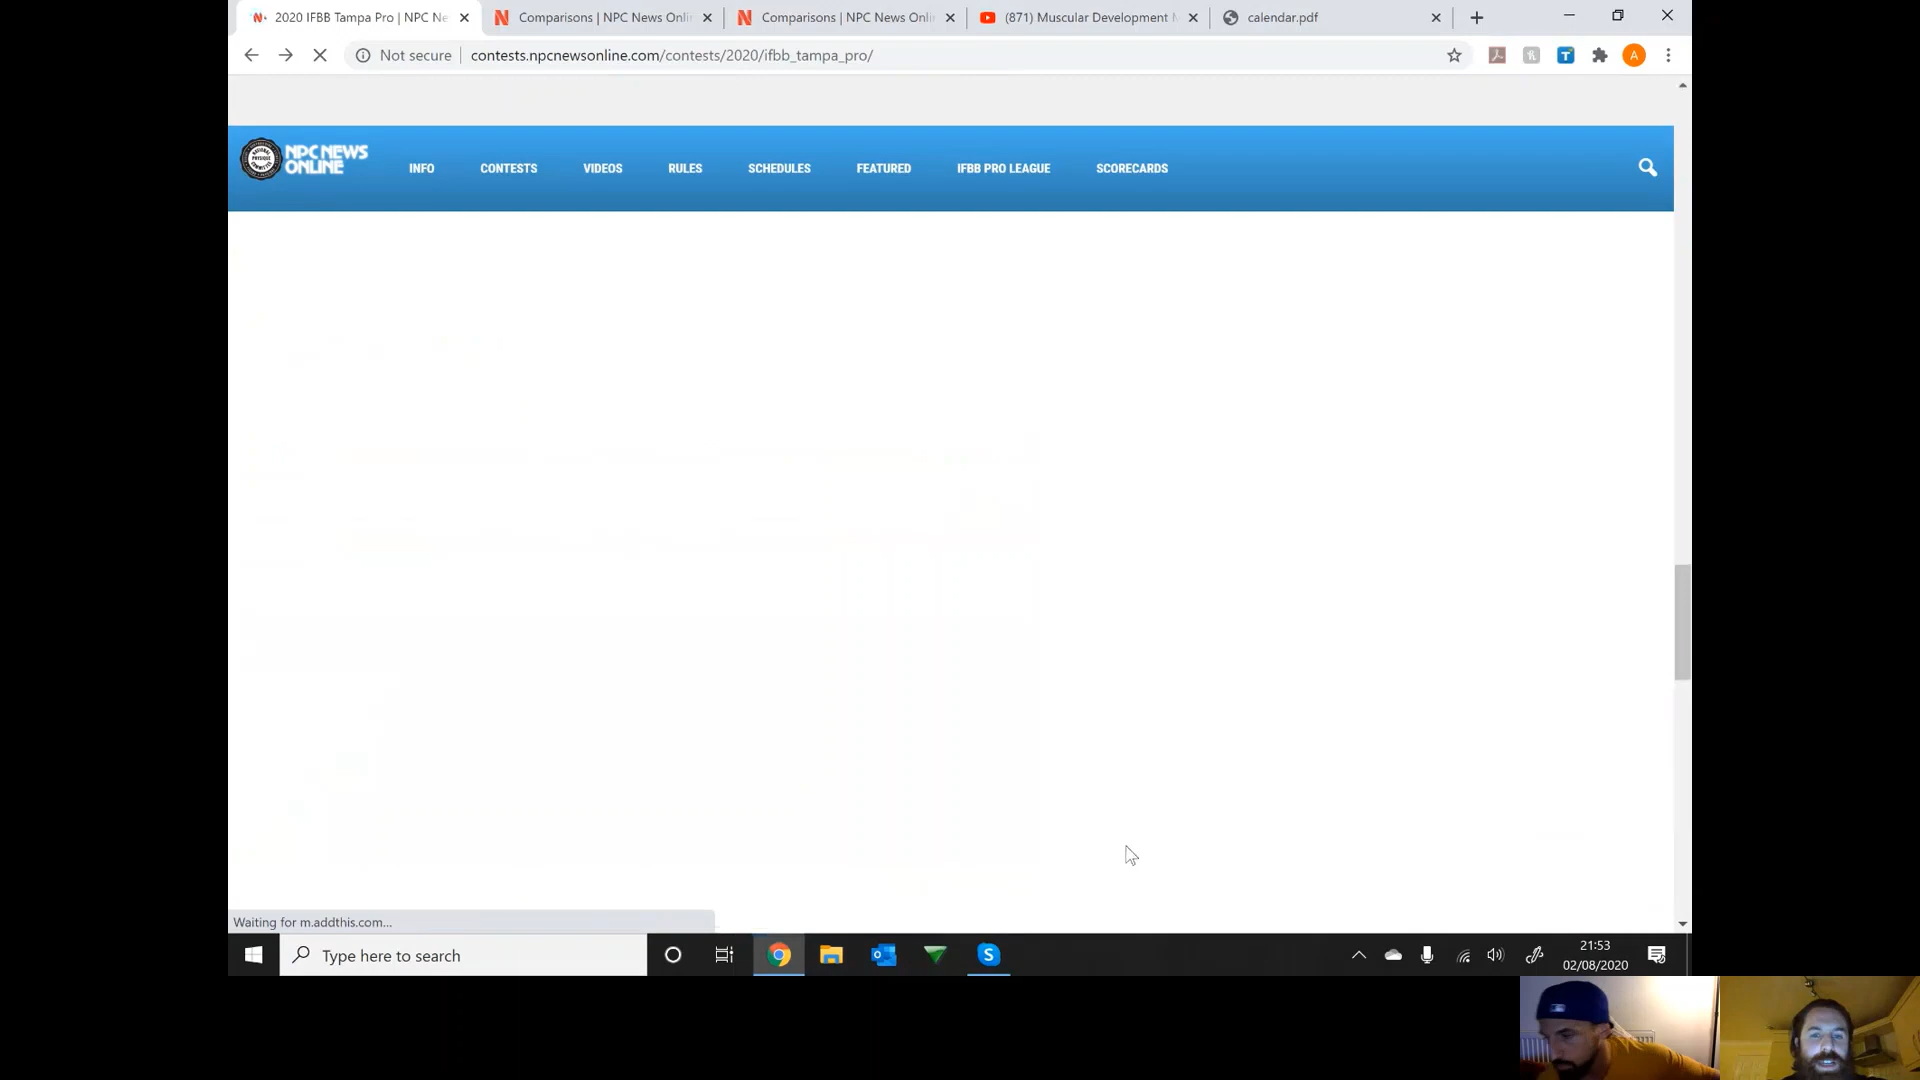 2020 IFBB Tampa Pro | NPC Ne
Comparisons | NPC News Onli
Comparisons | NPC News Onli
(871) Muscular Development M
calendar.pdf
Not secure
contests.npcnewsonline.com/contests/2020/ifbb_tampa_pro/
A
NPC NEWS
ONLINE
INFO
CONTESTS
VIDEOS
RULES
SCHEDULES
FEATURED
IFBB PRO LEAGUE
SCORECARDS
Waiting for m.addthis.com...
Type here to search
21:53
02/08/2020